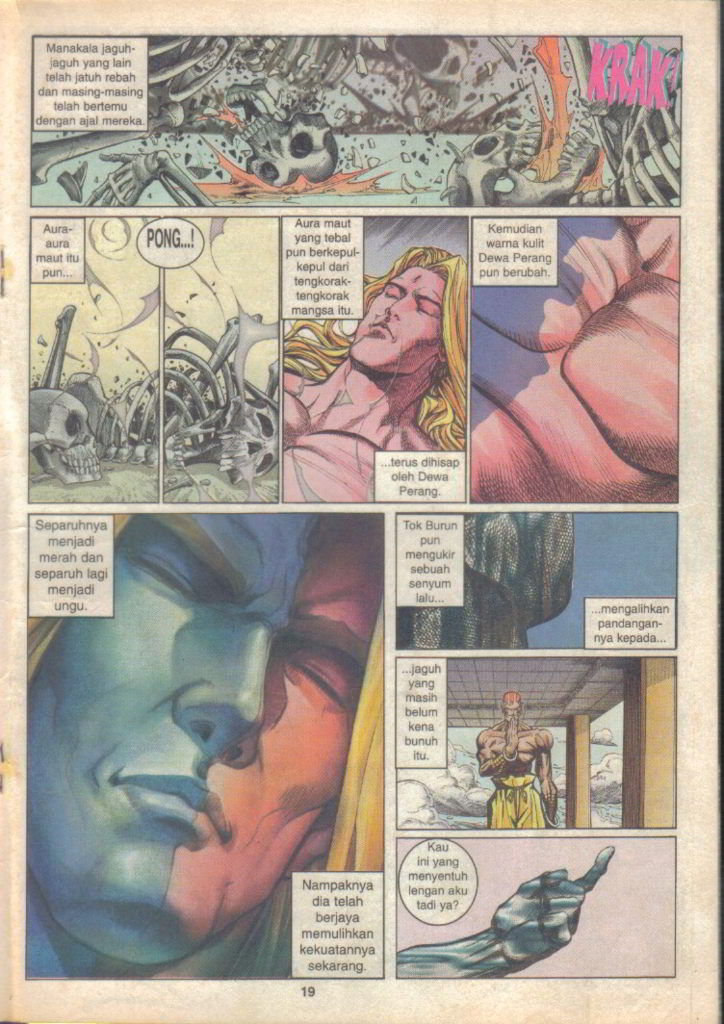 Manakala jaguh-
jaguh yang lain
telah jatuh rebah
dan masing-masing
telah bertemu
dengan ajal mereka.
KRAK!
Aura-
aura
maut itu
pun...
PONG...!
Aura maut
yang tebal
pun berkepul-
kepul dari
tengkorak-
tengkorak
mangsa itu.
...terus dihisap
oleh Dewa
Perang.
Kemudian
warna kulit
Dewa Perang
pun berubah.
Separuhnya
menjadi
merah dan
separuh lagi
menjadi
ungu.
Nampaknya
dia telah
berjaya
memulihkan
kekuatannya
sekarang.
Tok Burun
pun
mengukir
sebuah
senyum
lalu...
...mengalihkan
pandangan-
nya kepada...
...jaguh
yang
masih
belum
kena
bunuh
itu.
Kau
ini yang
menyentuh
lengan aku
tadi ya?
19